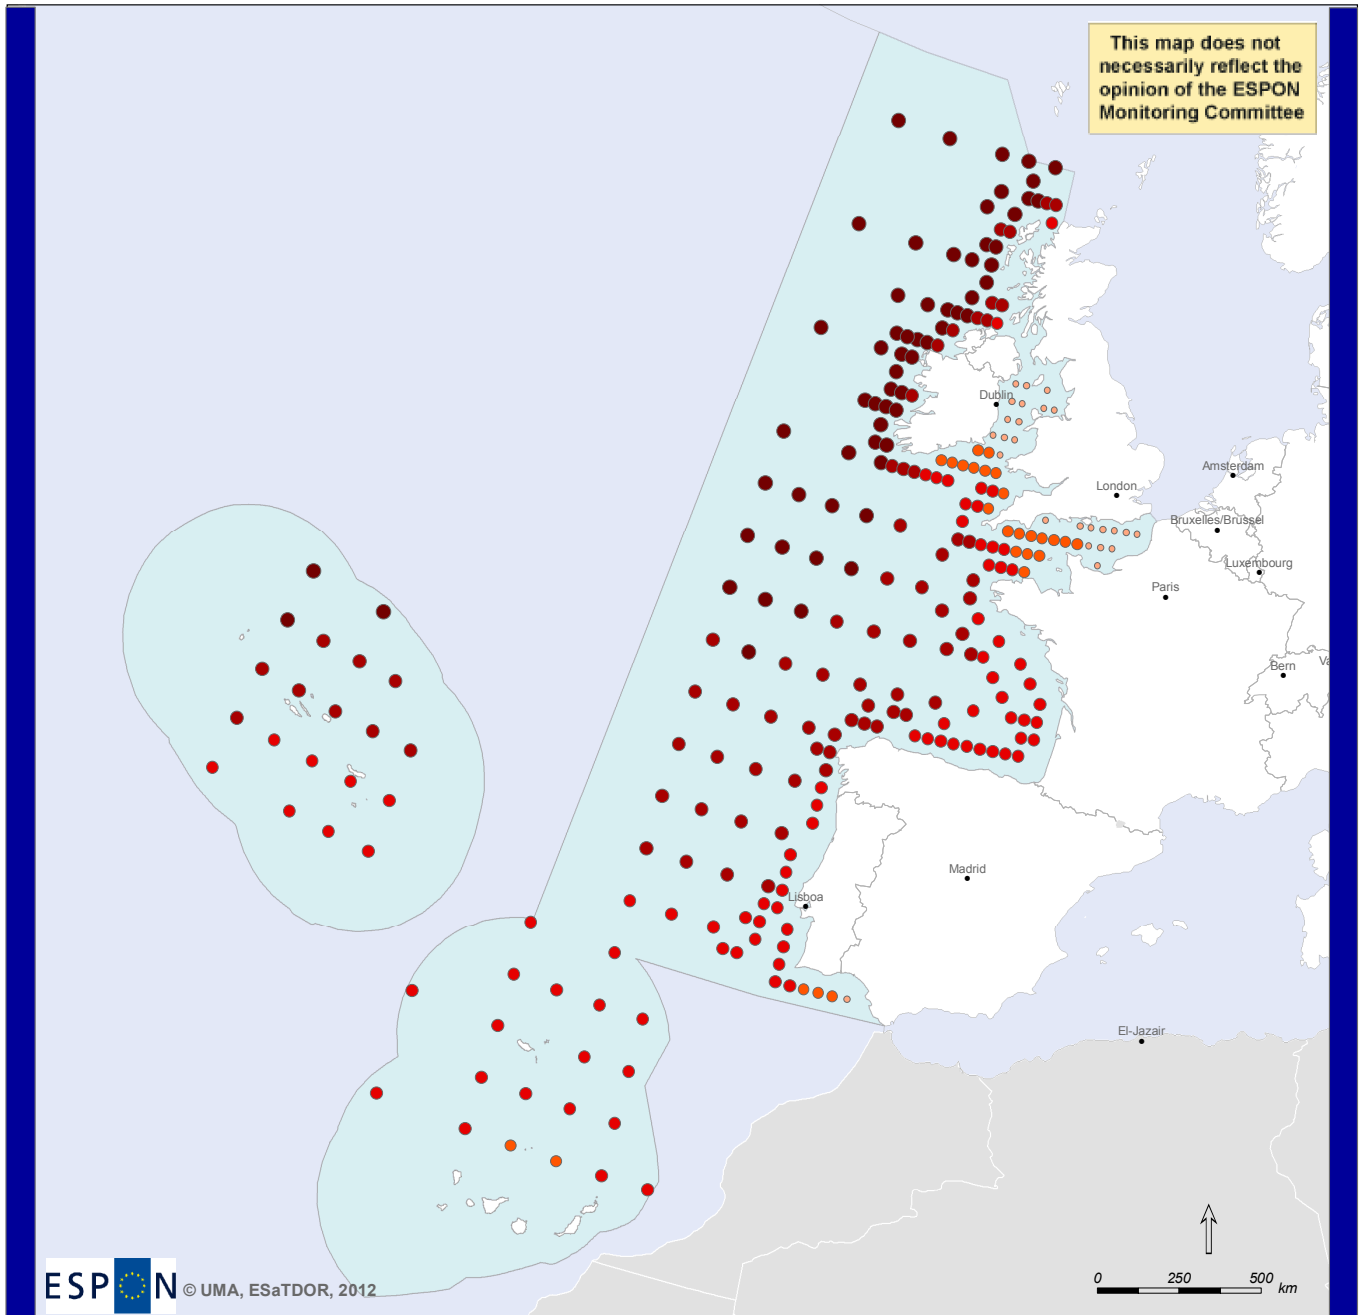 This map does not
necessarily reflect the
opinion of the ESPON
Monitoring Committee
Dublin
Amsterdam
London
Bruxelles/Brussel
Luxembourg
Paris
Bern
Va
Madrid
Lisboa
El-Jazair
ESPON © UMA, ESaTDOR, 2012
0 250 500 km